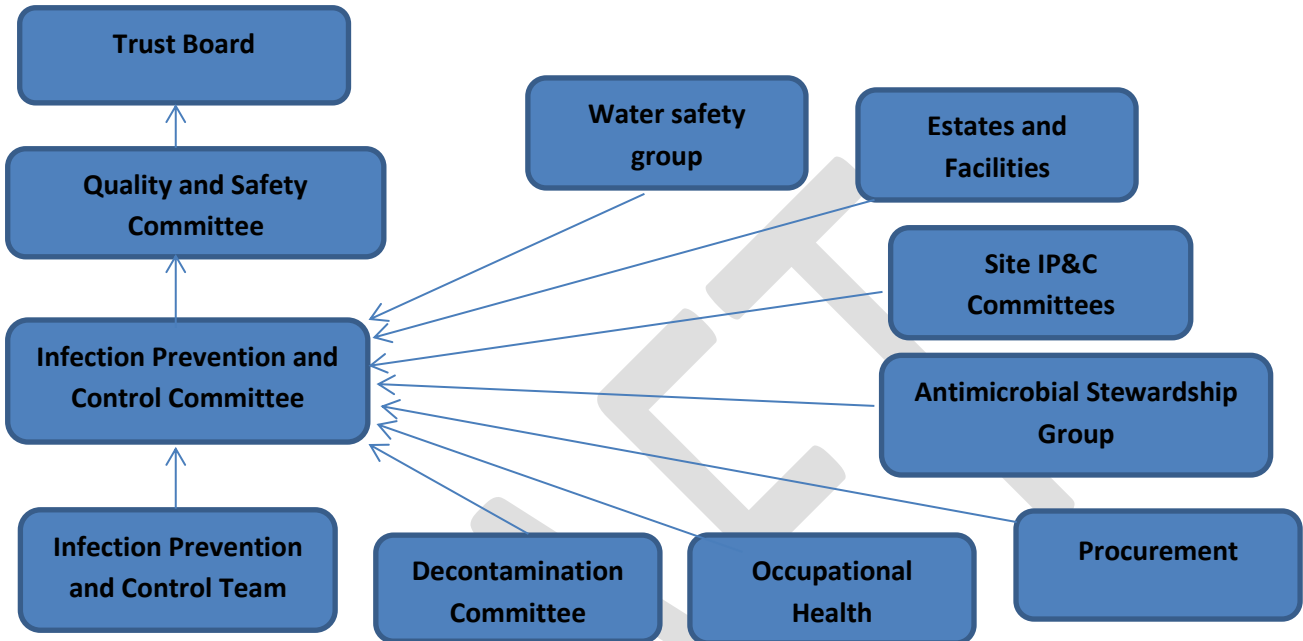 Trust Board
Water safety
group
Estates and
Facilities
Quality and Safety
Committee
Site IP&C
Committees
Infection Prevention and
Control Committee
Antimicrobial Stewardship
Group
Infection Prevention
and Control Team
Decontamination
Committee
Occupational
Health
Procurement